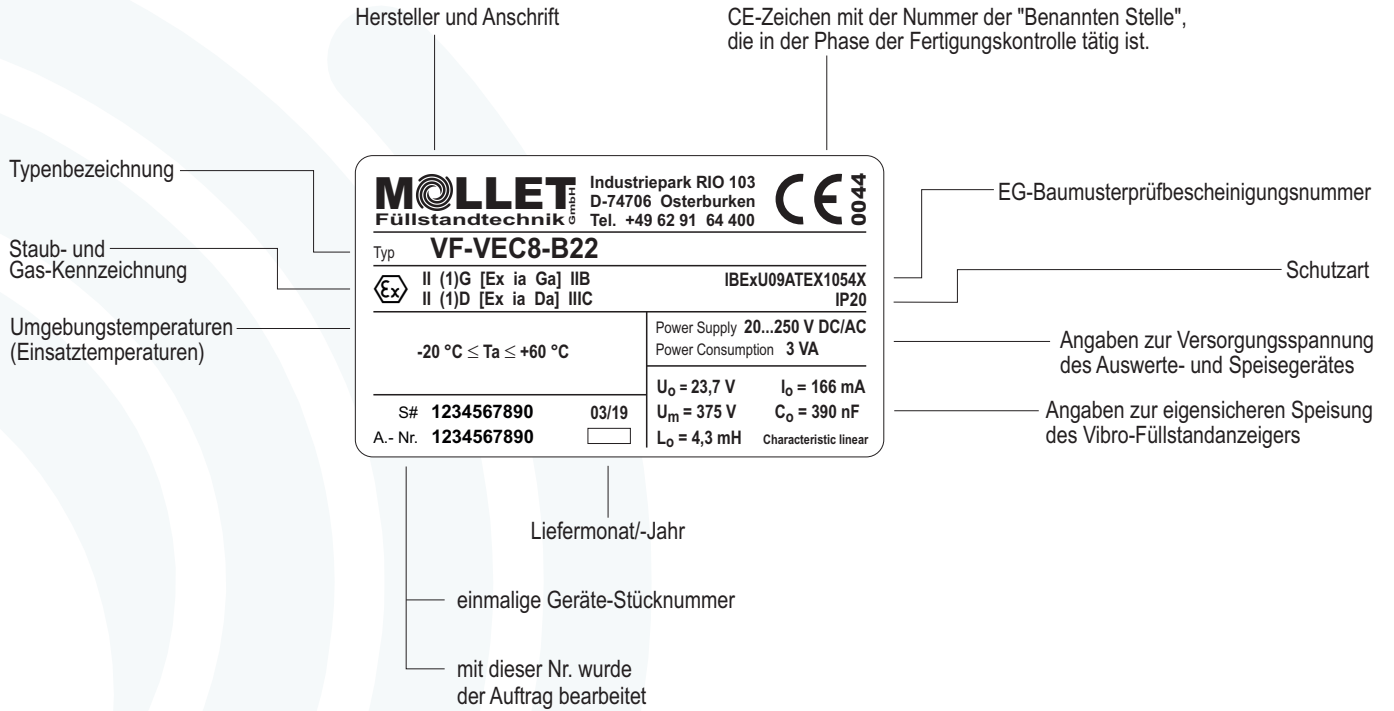 Hersteller und Anschrift
CE-Zeichen mit der Nummer der "Benannten Stelle",
die in der Phase der Fertigungskontrolle tätig ist.
Typenbezeichnung
Staub- und
Gas-Kennzeichnung
Umgebungstemperaturen
(Einsatztemperaturen)
MOLLET GmbH
Füllstandtechnik
Industriepark RIO 103
D-74706 Osterburken
Tel. +49 62 91 64 400
CE 0044
Typ VF-VEC8-B22
Ex II (1)G [Ex ia Ga] IIB
II (1)D [Ex ia Da] IIIC
IBExU09ATEX1054X
IP20
-20 °C ≤ Ta ≤ +60 °C
Power Supply 20...250 V DC/AC
Power Consumption 3 VA
Uo = 23,7 V Io = 166 mA
Um = 375 V Co = 390 nF
Lo = 4,3 mH Characteristic linear
S# 1234567890 03/19
A.- Nr. 1234567890
EG-Baumusterprüfbescheinigungsnummer
Schutzart
Angaben zur Versorgungsspannung
des Auswerte- und Speisegerätes
Angaben zur eigensicheren Speisung
des Vibro-Füllstandanzeigers
Liefermonat/-Jahr
einmalige Geräte-Stücknummer
mit dieser Nr. wurde
der Auftrag bearbeitet